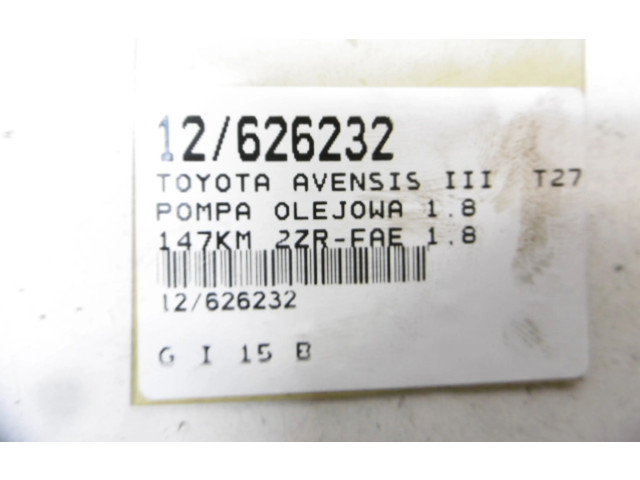 12/626232
TOYOTA AVENSIS III T27
POMPA OLEJOWA 1.8
147KM 2ZR-FAE 1.8
12/626232
G I 15 B